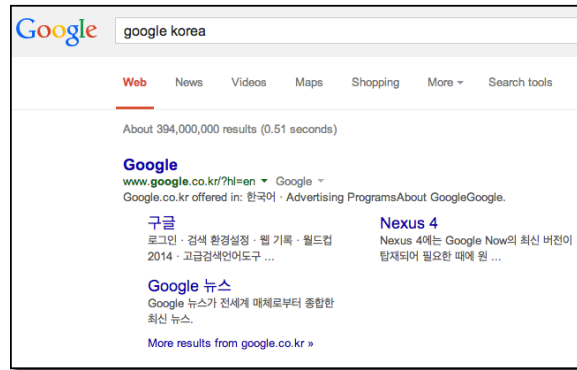 Google
google korea
Web News Videos Maps Shopping More Search tools
About 394,000,000 results (0.51 seconds)
Google
www.google.co.kr/?hl=en Google
Google.co.kr offered in: 한국어 · Advertising ProgramsAbout GoogleGoogle.
구글
로그인 · 검색 환경설정 · 웹 기록 · 월드컵
2014 · 고급검색언어도구 ...
Nexus 4
Nexus 4에는 Google Now의 최신 버전이
탑재되어 필요한 때에 원 ...
Google 뉴스
Google 뉴스가 전세계 매체로부터 종합한
최신 뉴스.
More results from google.co.kr »